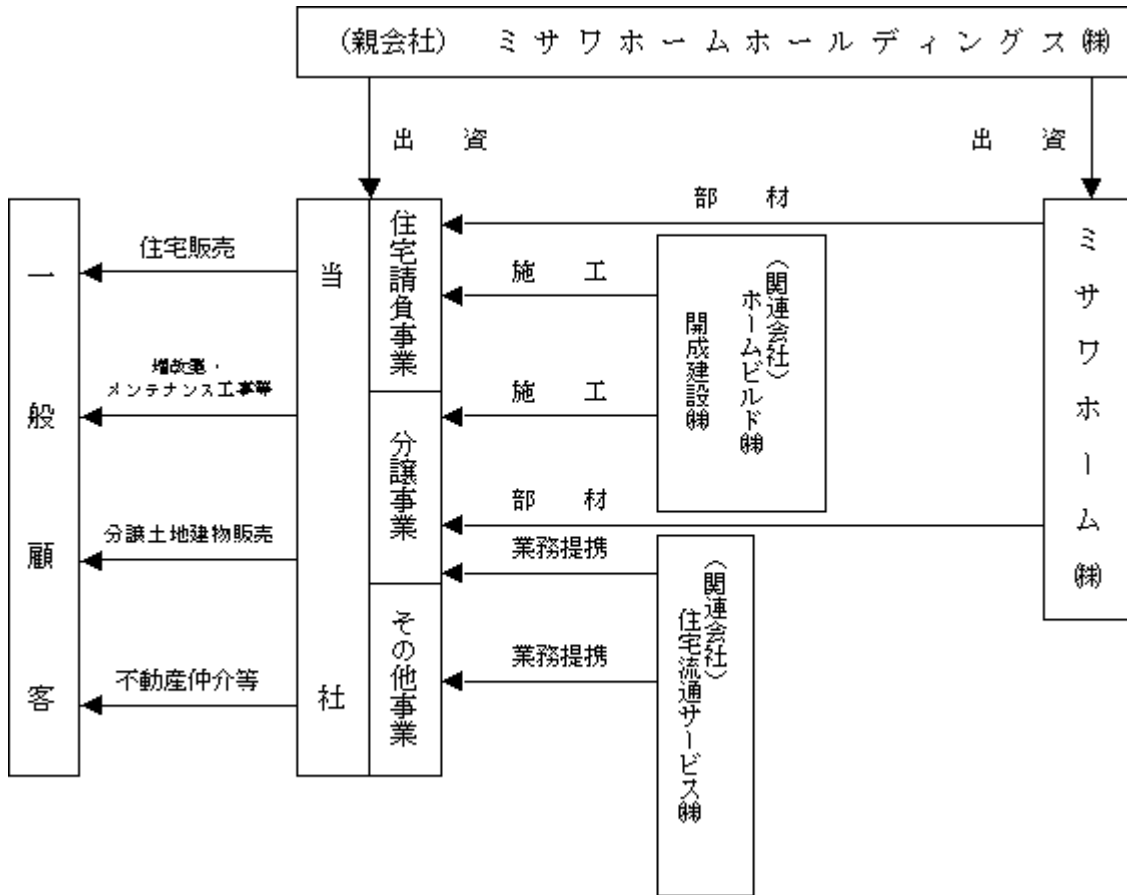 (親会社) ミサワホームホールディングス㈱
出資
出資
一般顧客
住宅販売
増改築・
メンテナンス工事等
分譲土地建物販売
不動産仲介等
当社
住宅請負事業
分譲事業
その他事業
部材
施工
施工
部材
業務提携
業務提携
(関連会社)
ホームビルド㈱
開成建設㈱
(関連会社)
住宅流通サービス㈱
ミサワホーム㈱